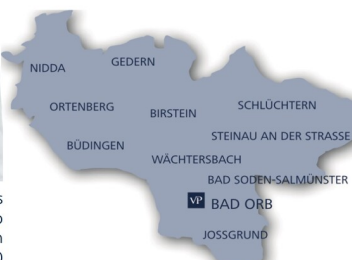 GEDERN
NIDDA
ORTENBERG
BIRSTEIN
SCHLÜCHTERN
STEINAU AN DER STRASSE
BÜDINGEN
WÄCHTERSBACH
BAD SODEN-SALMÜNSTER
VP BAD ORB
JOSSGRUND